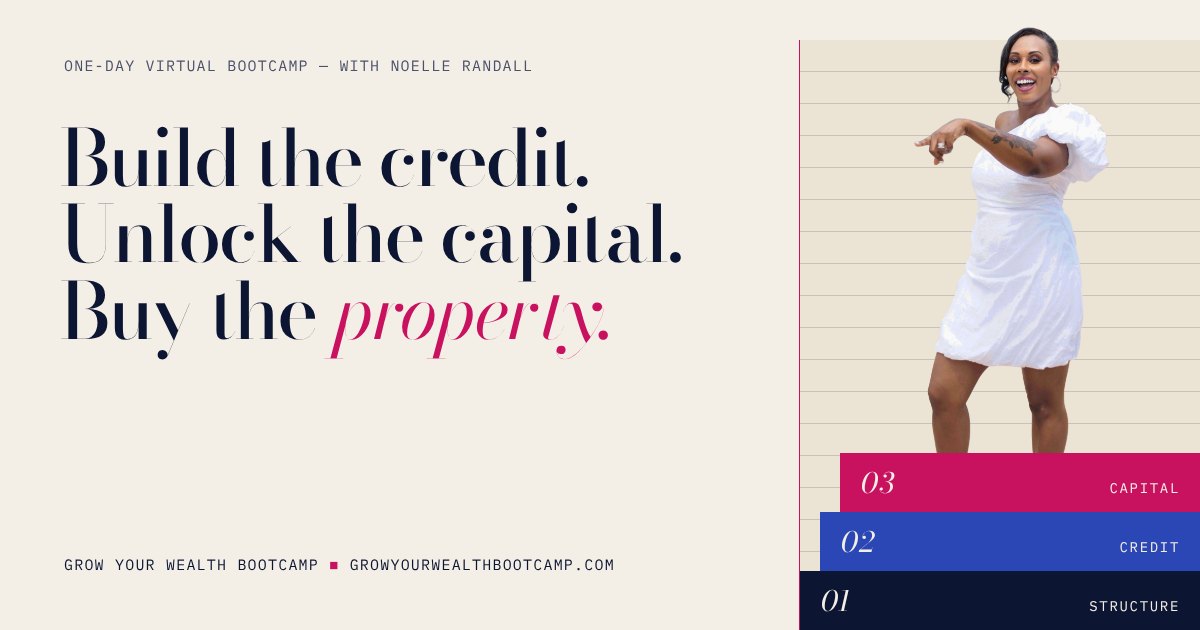 ONE-DAY VIRTUAL BOOTCAMP — WITH NOELLE RANDALL
Build the credit.
Unlock the capital.
Buy the property.
GROW YOUR WEALTH BOOTCAMP ■ GROWYOURWEALTHBOOTCAMP.COM
03 CAPITAL
02 CREDIT
01 STRUCTURE